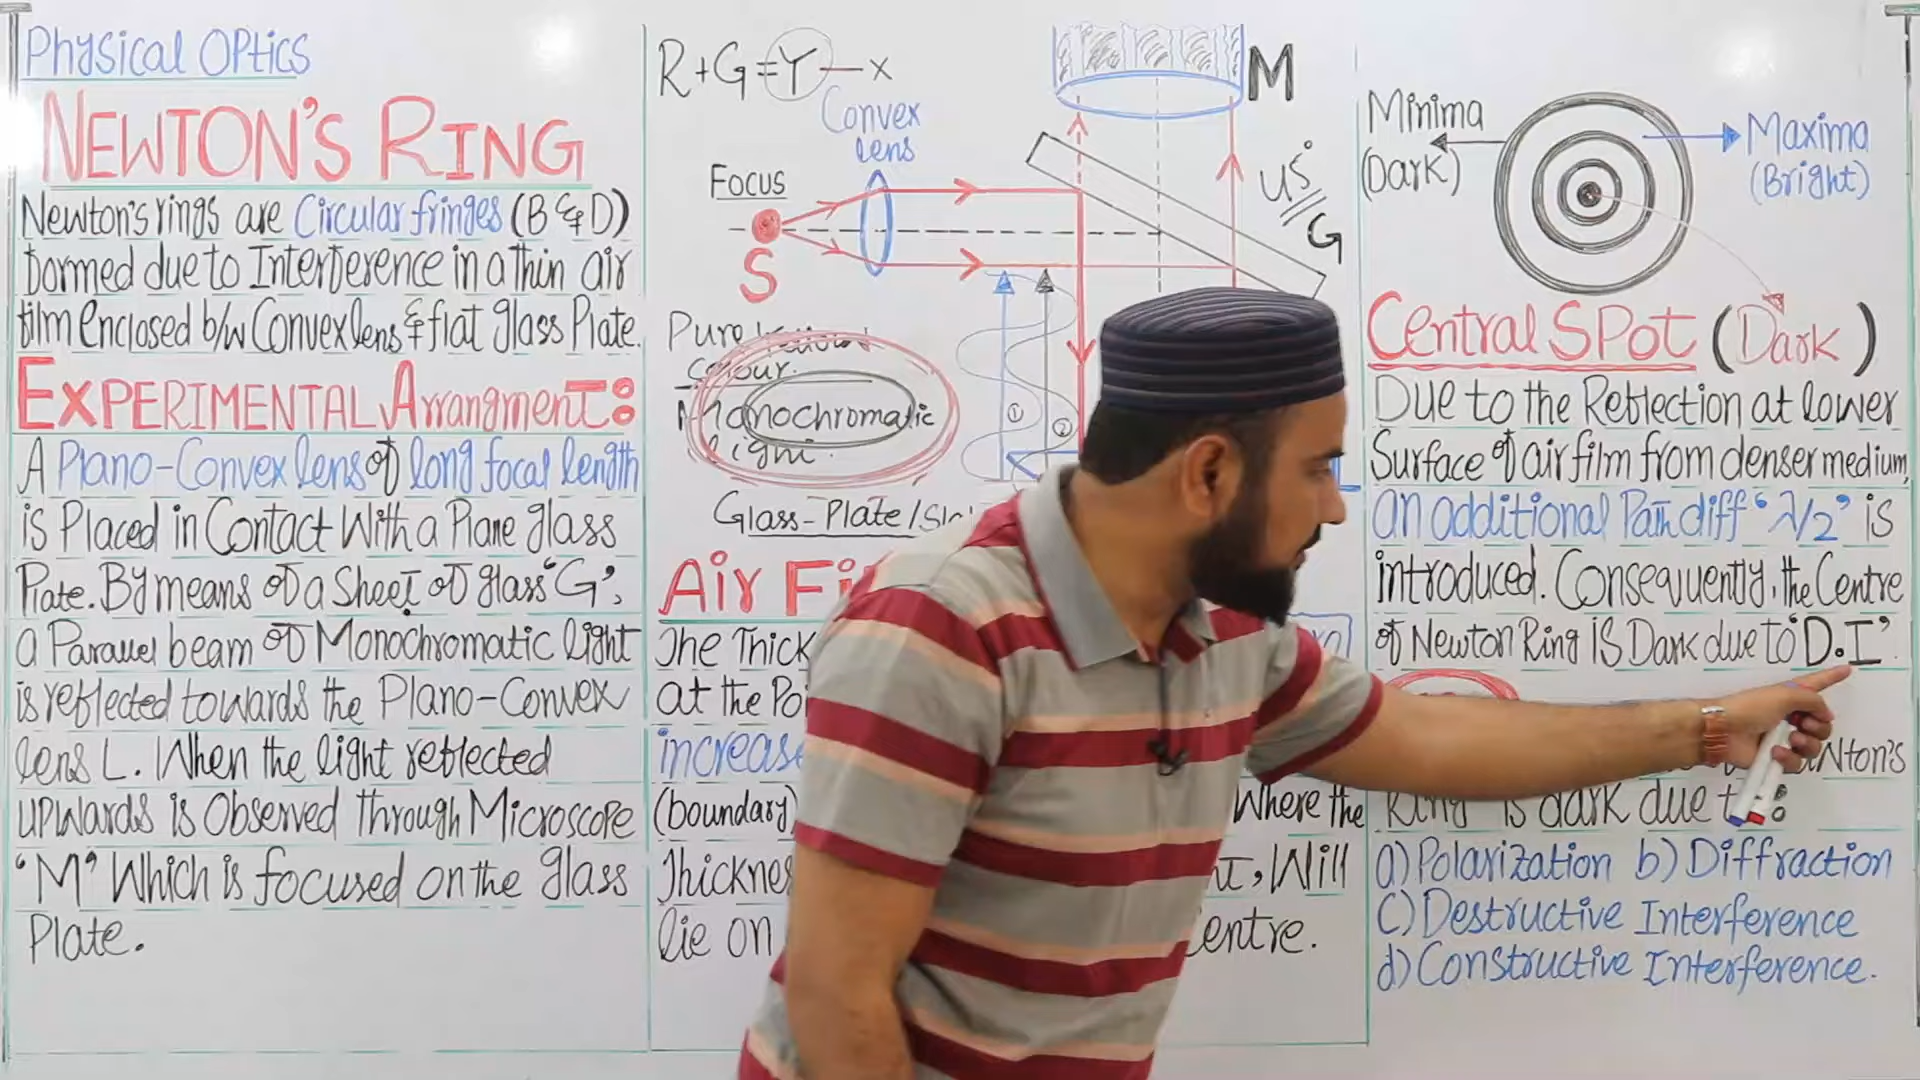 Physical Optics
NEWTON'S RING
Newton's rings are Circular fringes (B & D)
formed due to Interference in a thin air
film enclosed b/w Convex lens & flat glass Plate.
EXPERIMENTAL ArrangmenT:
A Plano-Convex lens of long focal length
is Placed in Contact With a Plane glass
Plate. By means of a Sheet of glass "G",
a Parallel beam of Monochromatic light
is reflected towards the Plano-Convex
lens L. When the light reflected
upwards is Observed through Microscope
"M" Which is focused on the glass
Plate.
R+G=Y-x
Convex
lens
M
Focus
45°
G
S
Pure
colour.
Monochromatic
light.
①
②
Glass-Plate/
Air
The
at the
increase
(boundary)
Where the
Will
lie on
Centre.
Minima
(Dark)
Maxima
(Bright)
Central Spot (Dark)
Due to the Reflection at lower
Surface of air film from denser medium,
an additional Path diff "λ/2" is
introduced. Consequently, the Centre
of Newton Ring is Dark due to "D.I".
Ring is dark due
a) Polarization b) Diffraction
c) Destructive Interference
d) Constructive Interference.